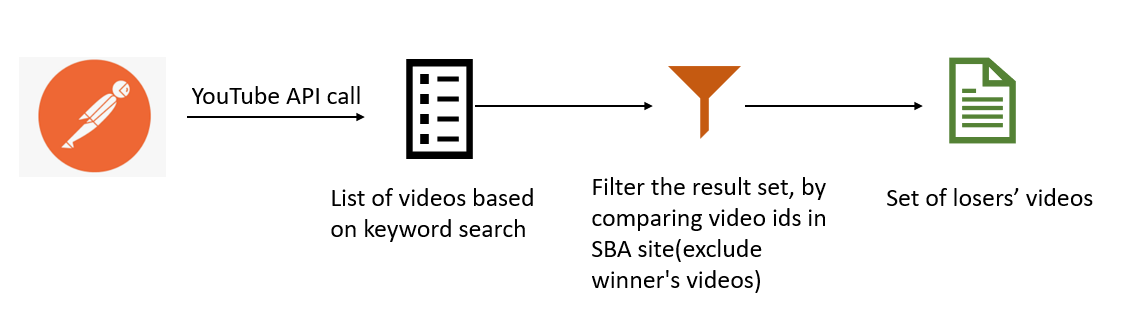 YouTube API call
List of videos based
on keyword search
Filter the result set, by
comparing video ids in
SBA site(exclude
winner's videos)
Set of losers’ videos